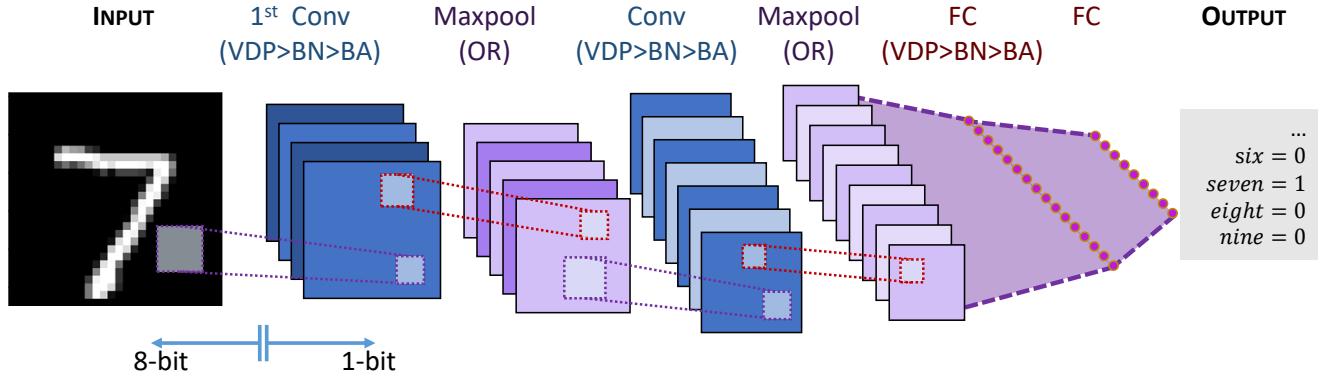 INPUT
1st Conv
(VDP>BN>BA)
Maxpool
(OR)
Conv
(VDP>BN>BA)
Maxpool
(OR)
FC
(VDP>BN>BA)
FC
OUTPUT
...
six = 0
seven = 1
eight = 0
nine = 0
7
8-bit
1-bit